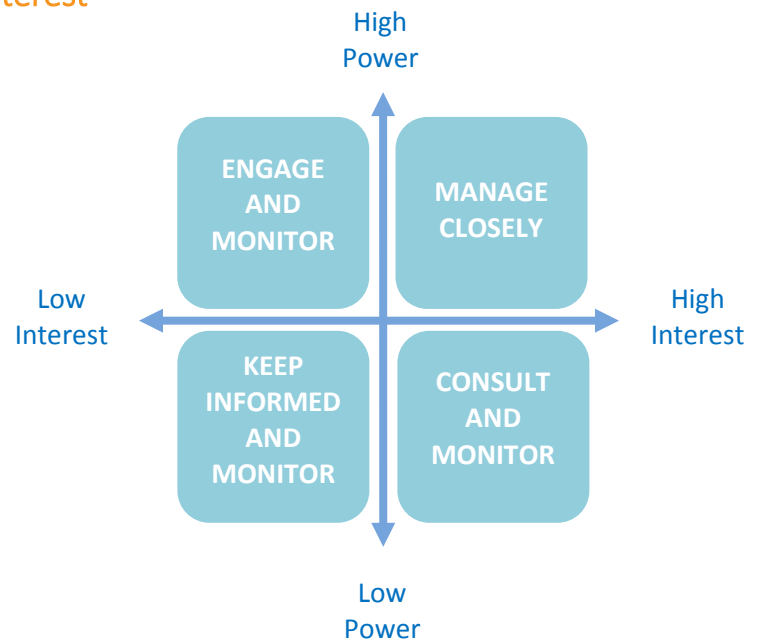 terest
High
Power
ENGAGE
AND
MONITOR
MANAGE
CLOSELY
Low
Interest
High
Interest
KEEP
INFORMED
AND
MONITOR
CONSULT
AND
MONITOR
Low
Power